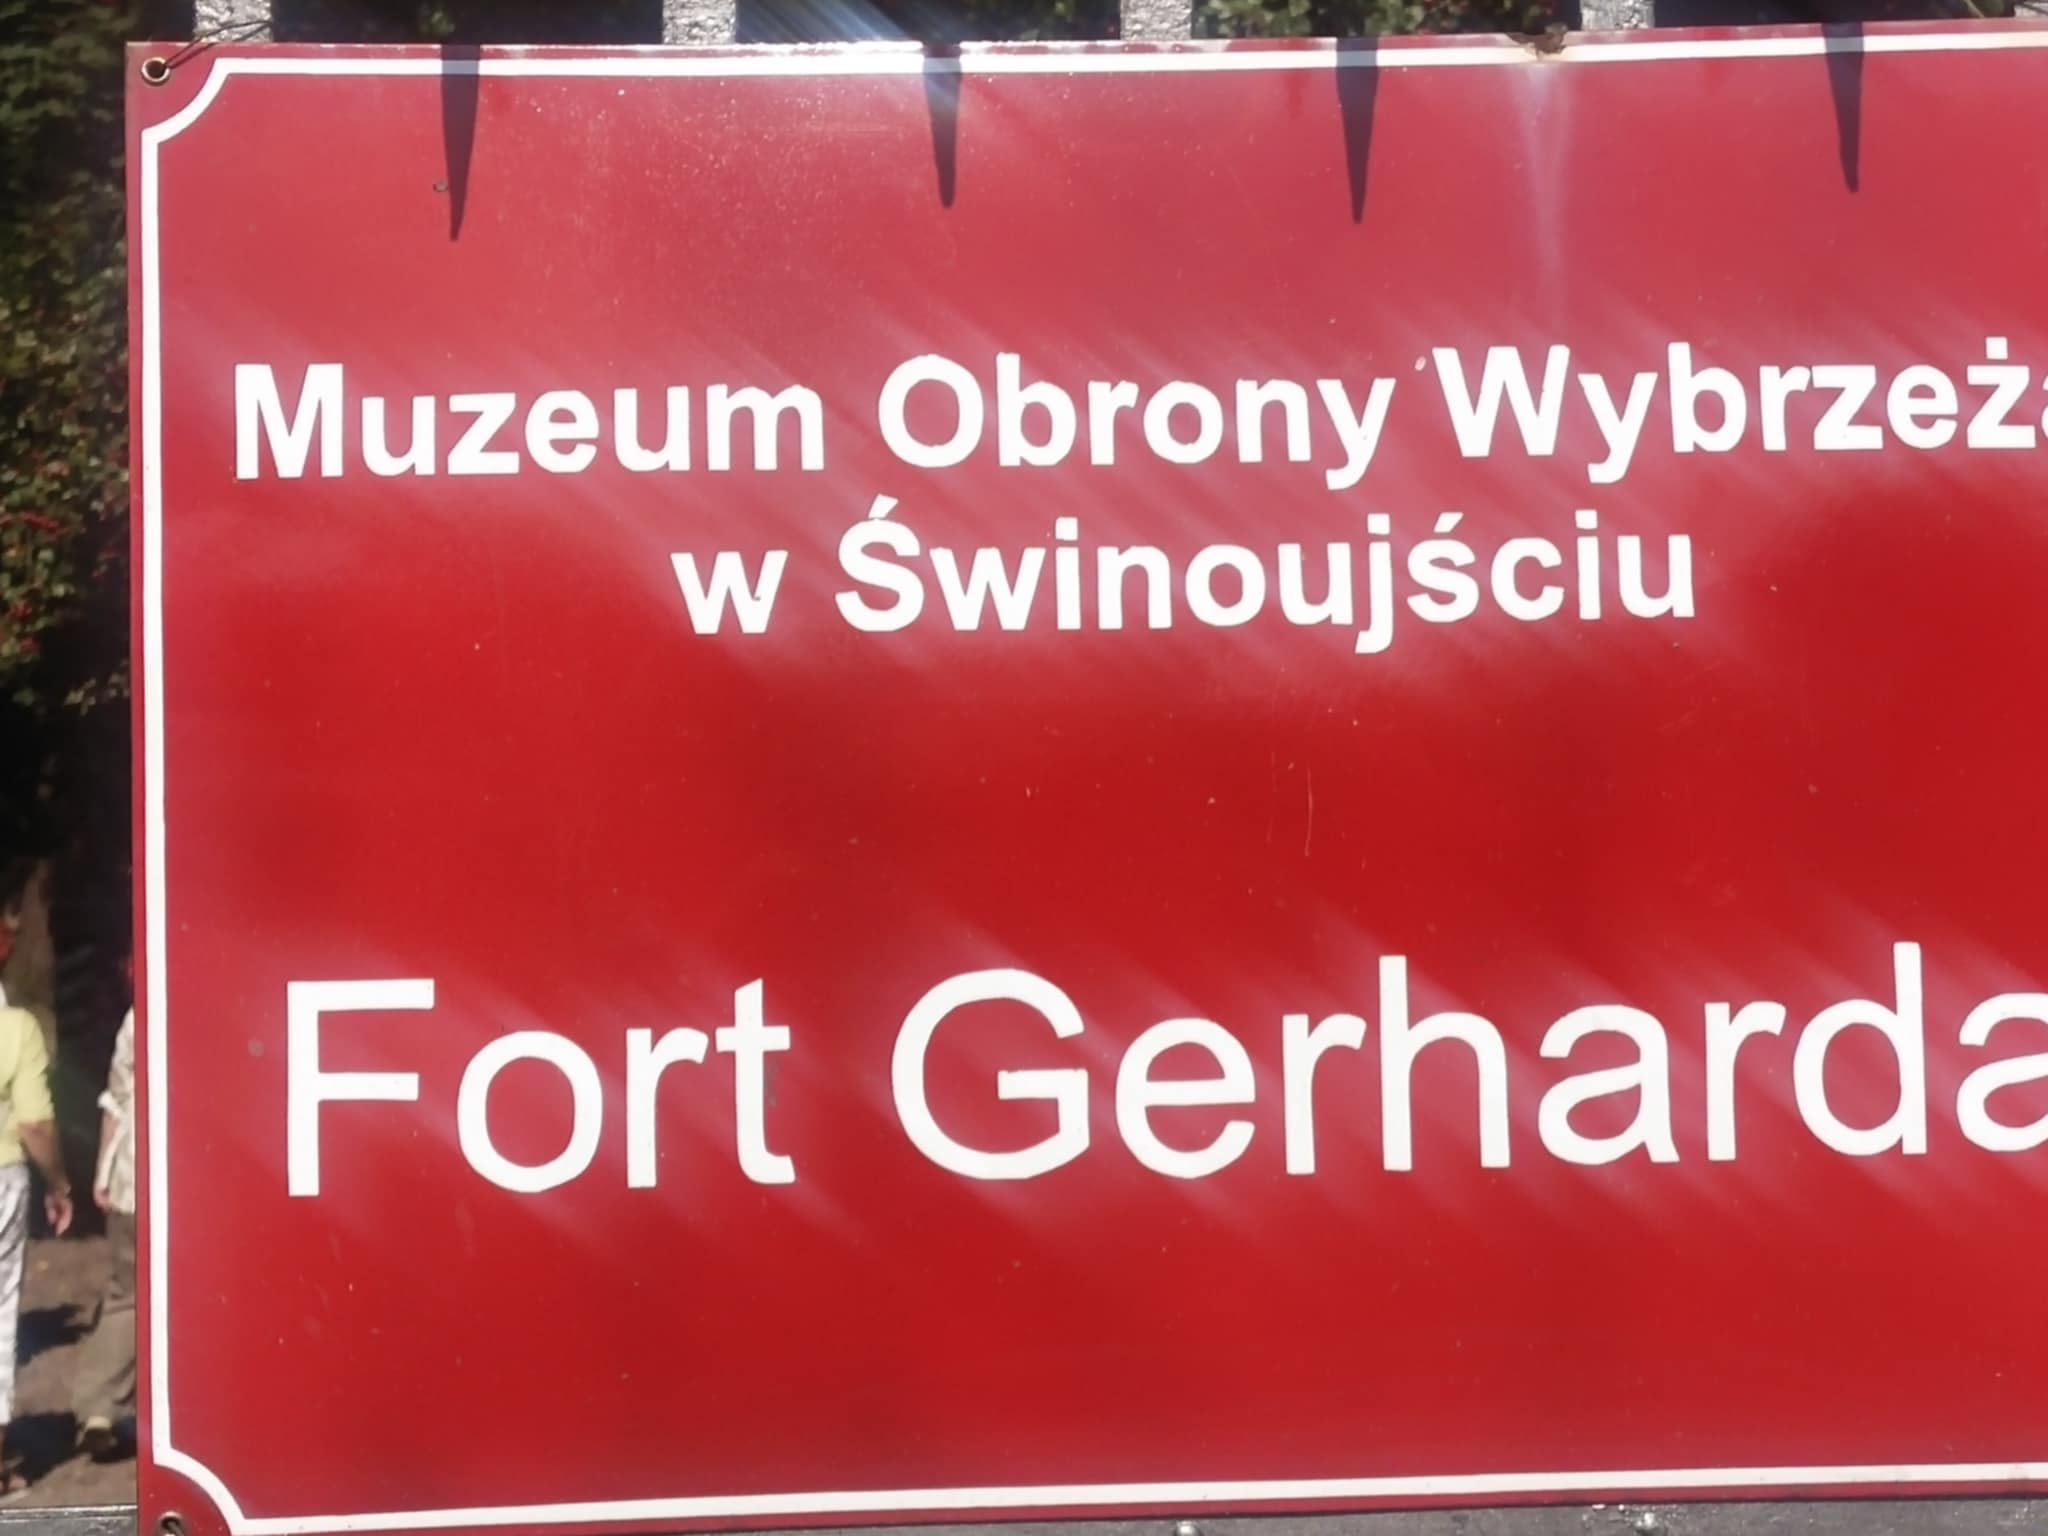 Muzeum Obrony Wybrzeża
w Świnoujściu
Fort Gerharda